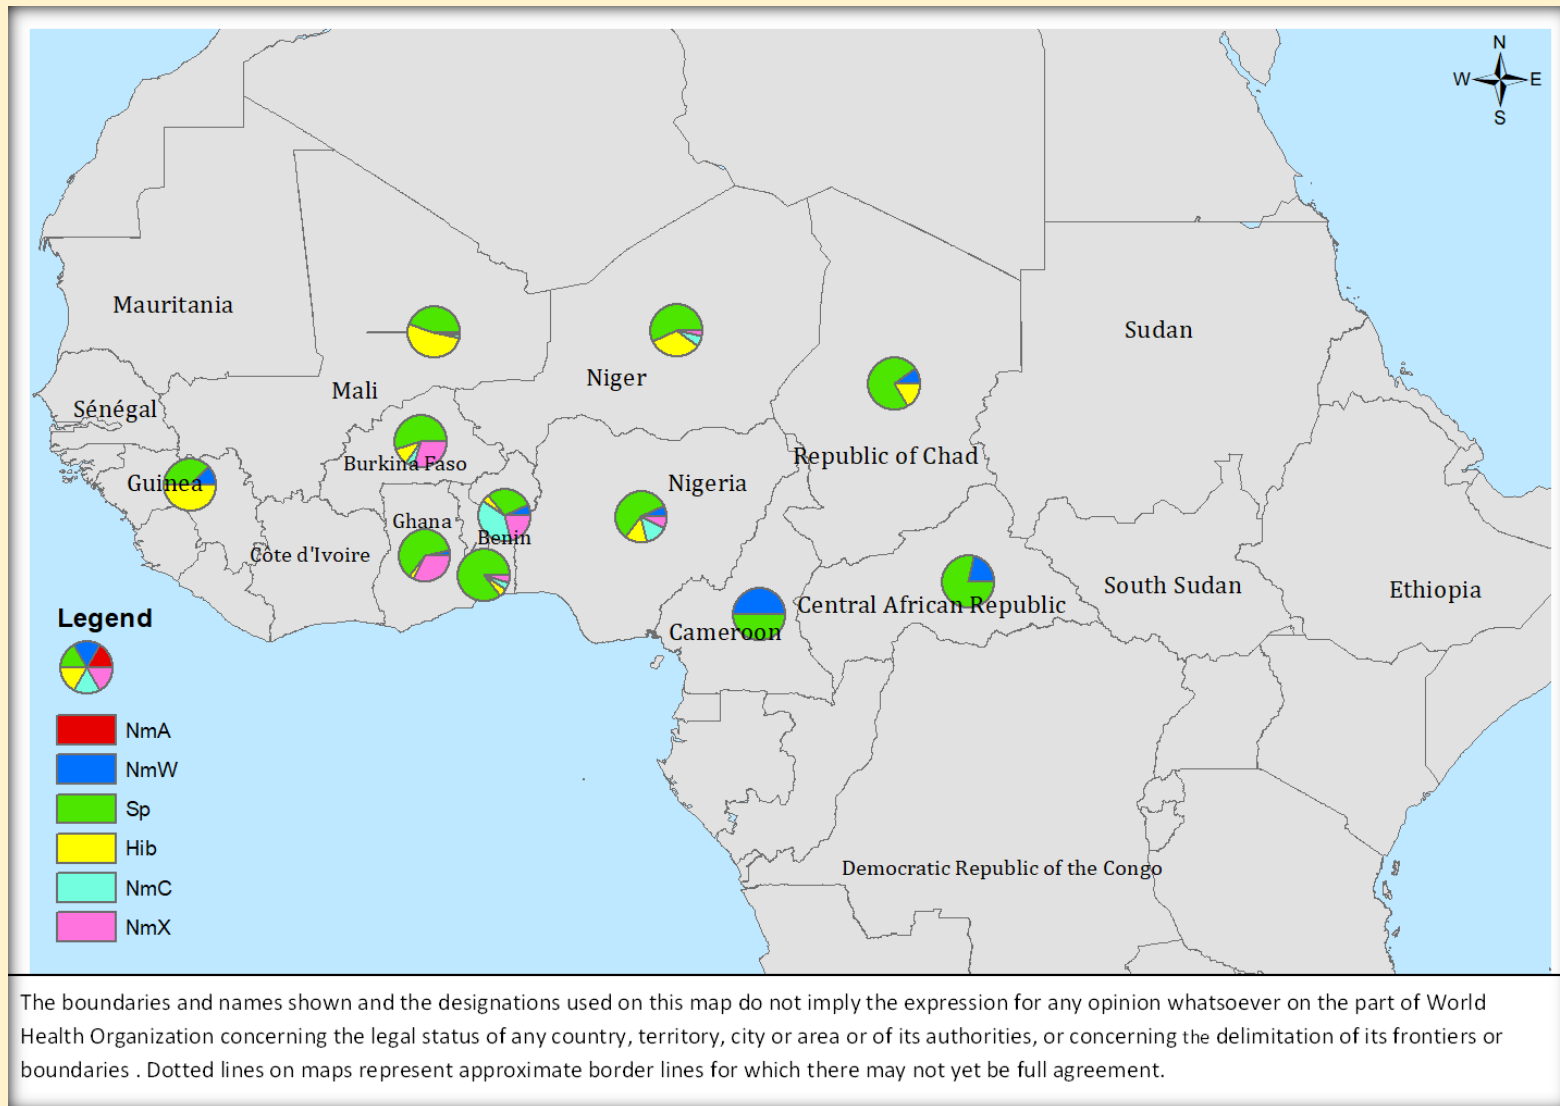 N
W E
S
Mauritania
Sudan
Niger
Mali
Sénégal
Republic of Chad
Burkina Faso
Guinea
Nigeria
Ghana
Benin
Côte d'Ivoire
South Sudan
Ethiopia
Central African Republic
Cameroon
Democratic Republic of the Congo
Legend
NmA
NmW
Sp
Hib
NmC
NmX
The boundaries and names shown and the designations used on this map do not imply the expression for any opinion whatsoever on the part of World
Health Organization concerning the legal status of any country, territory, city or area or of its authorities, or concerning the delimitation of its frontiers or
boundaries . Dotted lines on maps represent approximate border lines for which there may not yet be full agreement.